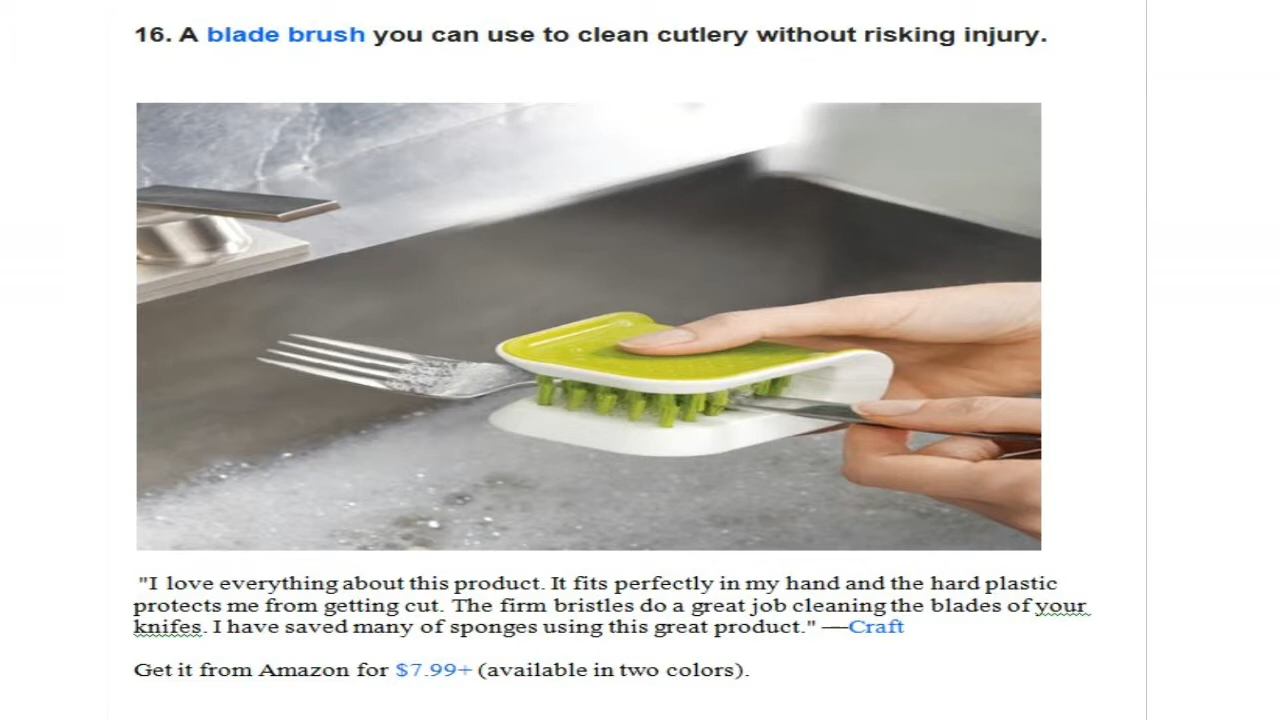 16. A blade brush you can use to clean cutlery without risking injury.
"I love everything about this product. It fits perfectly in my hand and the hard plastic
protects me from getting cut. The firm bristles do a great job cleaning the blades of your
knifes. I have saved many of sponges using this great product." —Craft
Get it from Amazon for $7.99+ (available in two colors).